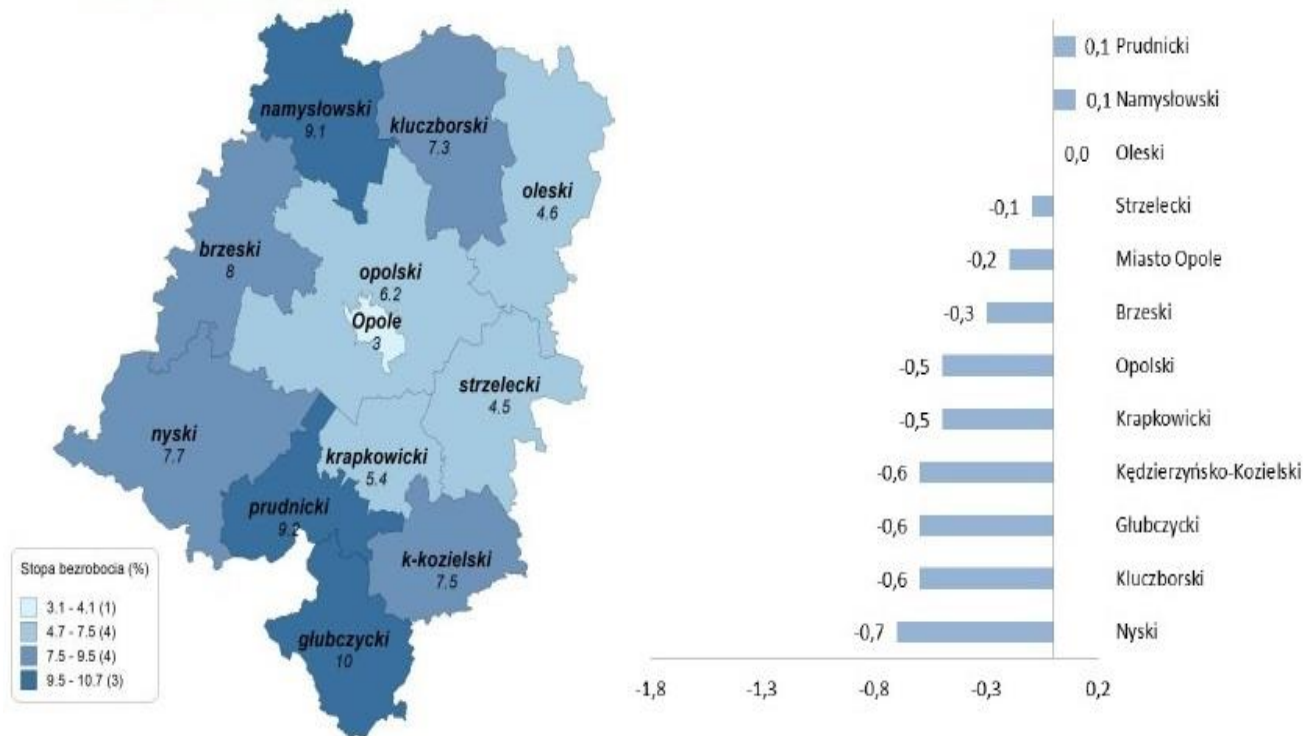 namysłowski
9.1
kluczborski
7.3
oleski
4.6
brzeski
8
opolski
6.2
Opole
3
strzelecki
4.5
nyski
7.7
krapkowicki
5.4
prudnicki
9.2
k-kozielski
7.5
głubczycki
10
Stopa bezrobocia (%)
3.1 - 4.1 (1)
4.7 - 7.5 (4)
7.5 - 9.5 (4)
9.5 - 10.7 (3)
0,1 Prudnicki
0,1 Namysłowski
0,0 Oleski
-0,1 Strzelecki
-0,2 Miasto Opole
-0,3 Brzeski
-0,5 Opolski
-0,5 Krapkowicki
-0,6 Kędzierzyńsko-Kozielski
-0,6 Głubczycki
-0,6 Kluczborski
-0,7 Nyski
-1,8 -1,3 -0,8 -0,3 0,2